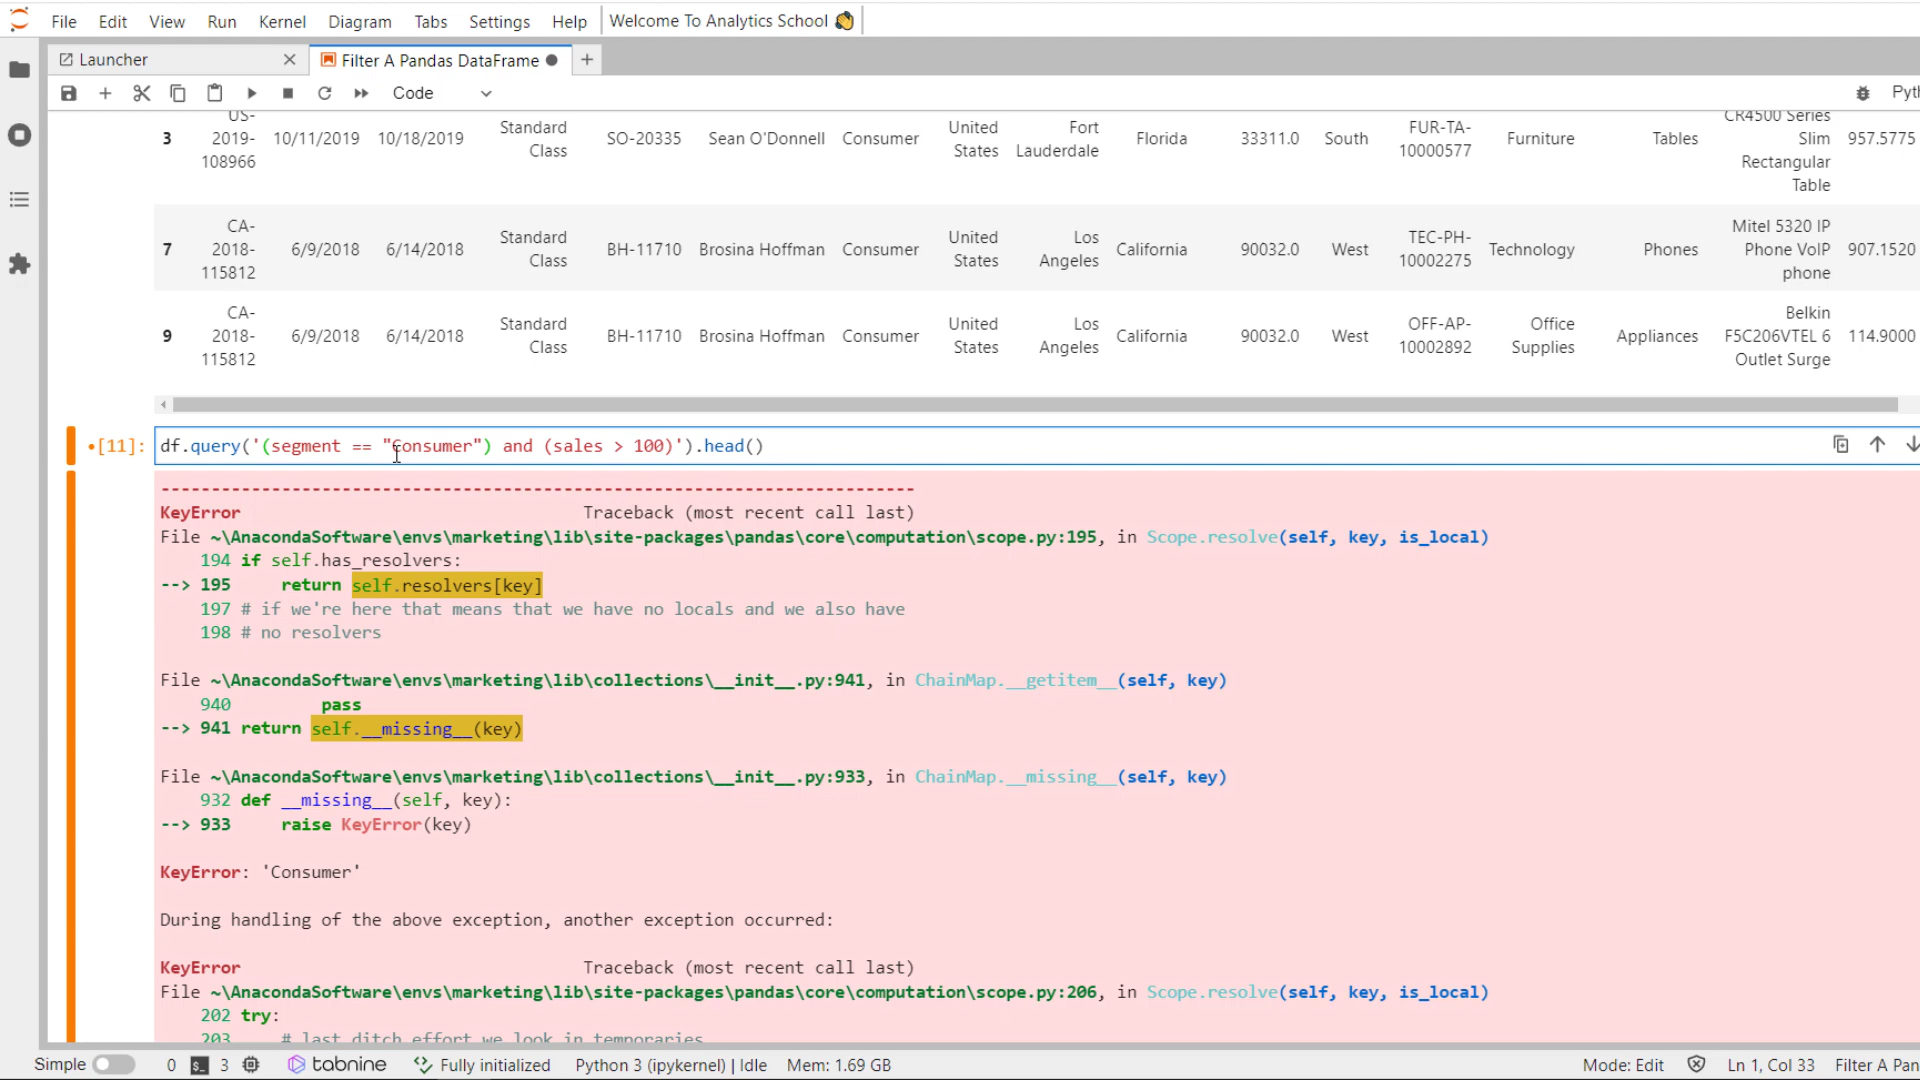 File Edit View Run Kernel Diagram Tabs Settings Help Welcome To Analytics School
Launcher Filter A Pandas DataFrame
Code Pyt
3 US-2019-108966 10/11/2019 10/18/2019 Standard Class SO-20335 Sean O'Donnell Consumer United States Fort Lauderdale Florida 33311.0 South FUR-TA-10000577 Furniture Tables CR4500 Series Slim Rectangular Table 957.5775
7 CA-2018-115812 6/9/2018 6/14/2018 Standard Class BH-11710 Brosina Hoffman Consumer United States Los Angeles California 90032.0 West TEC-PH-10002275 Technology Phones Mitel 5320 IP Phone VoIP phone 907.1520
9 CA-2018-115812 6/9/2018 6/14/2018 Standard Class BH-11710 Brosina Hoffman Consumer United States Los Angeles California 90032.0 West OFF-AP-10002892 Office Supplies Appliances Belkin F5C206VTEL 6 Outlet Surge 114.9000
[11]: df.query('(segment == "Consumer") and (sales > 100)').head()
---------------------------------------------------------------------------
KeyError Traceback (most recent call last)
File ~\AnacondaSoftware\envs\marketing\lib\site-packages\pandas\core\computation\scope.py:195, in Scope.resolve(self, key, is_local)
194 if self.has_resolvers:
--> 195 return self.resolvers[key]
197 # if we're here that means that we have no locals and we also have
198 # no resolvers
File ~\AnacondaSoftware\envs\marketing\lib\collections\__init__.py:941, in ChainMap.__getitem__(self, key)
940 pass
--> 941 return self.__missing__(key)
File ~\AnacondaSoftware\envs\marketing\lib\collections\__init__.py:933, in ChainMap.__missing__(self, key)
932 def __missing__(self, key):
--> 933 raise KeyError(key)
KeyError: 'Consumer'
During handling of the above exception, another exception occurred:
KeyError Traceback (most recent call last)
File ~\AnacondaSoftware\envs\marketing\lib\site-packages\pandas\core\computation\scope.py:206, in Scope.resolve(self, key, is_local)
202 try:
203 # last ditch effort we look in temporaries
Simple 0 $_ 3 tabnine Fully initialized Python 3 (ipykernel) | Idle Mem: 1.69 GB Mode: Edit Ln 1, Col 33 Filter A Pan